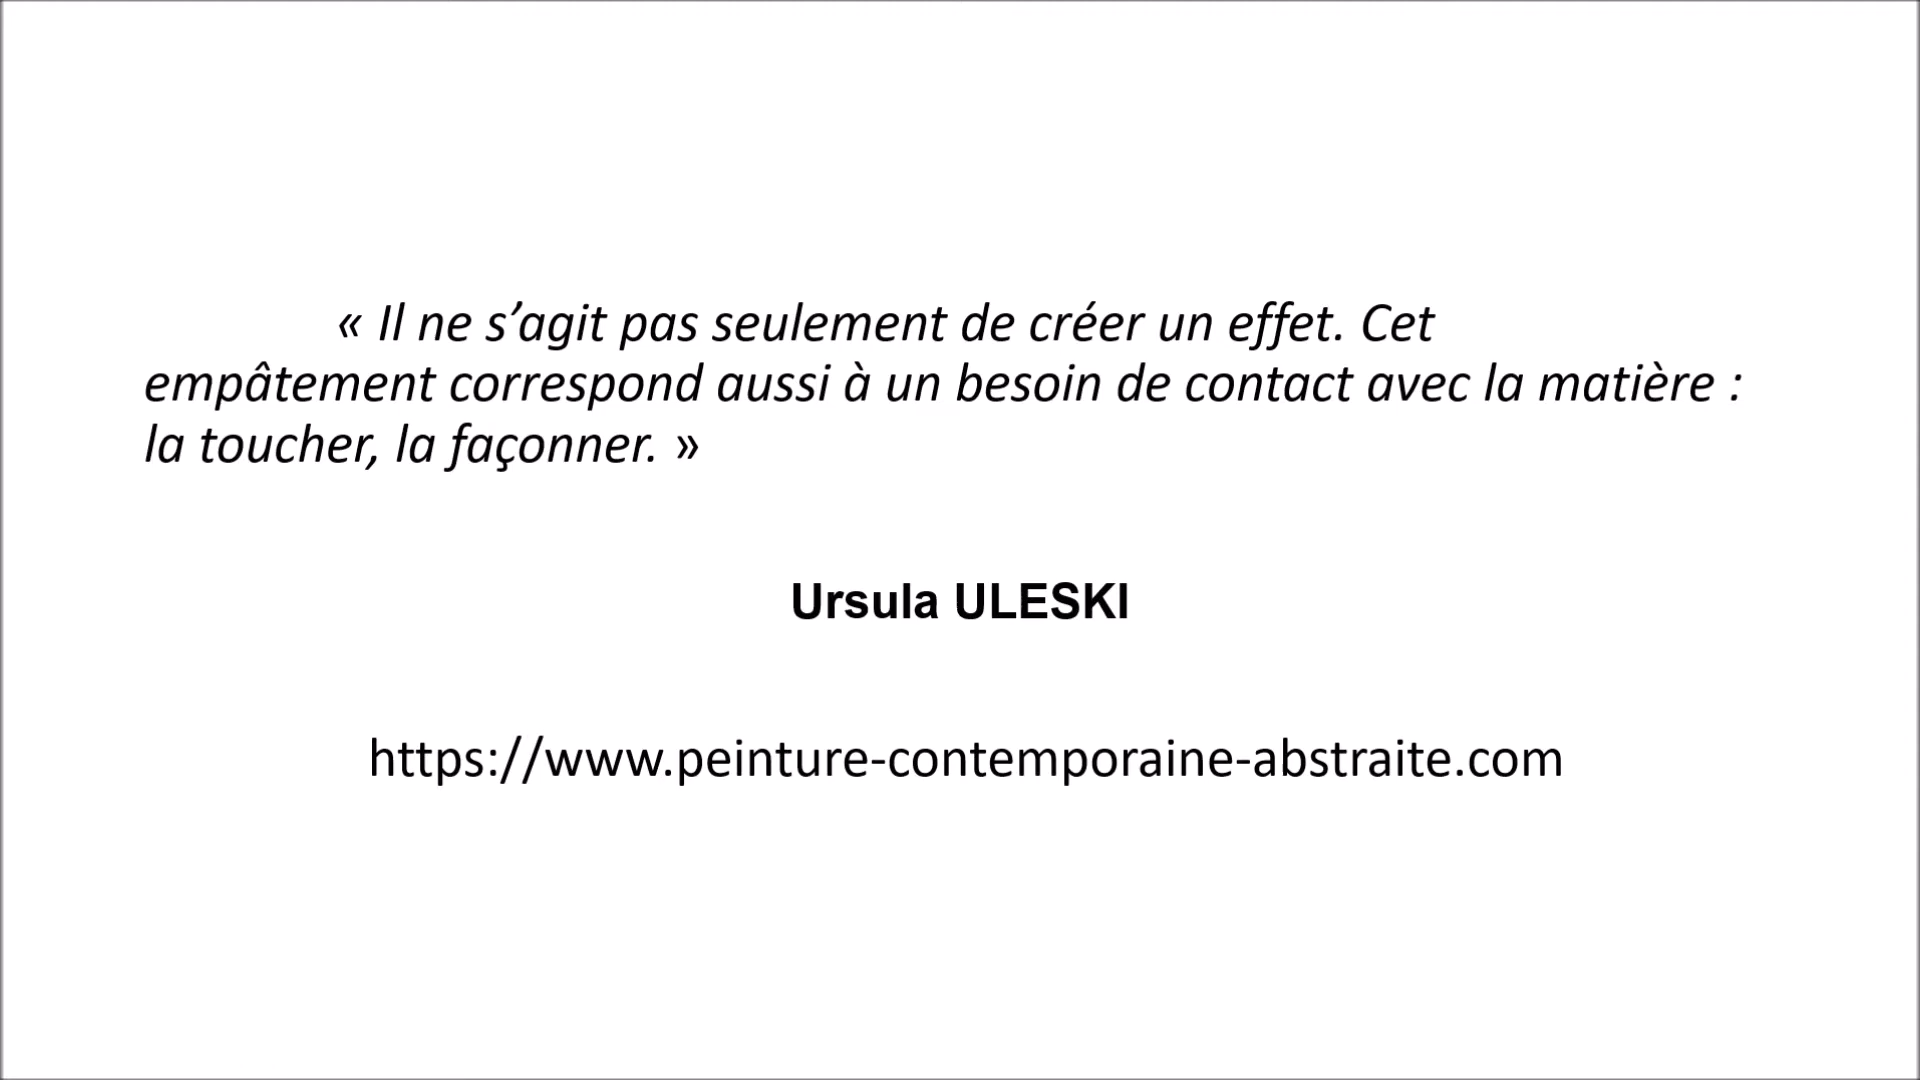 « Il ne s’agit pas seulement de créer un effet. Cet
empâtement correspond aussi à un besoin de contact avec la matière :
la toucher, la façonner. »
Ursula ULESKI
https://www.peinture-contemporaine-abstraite.com